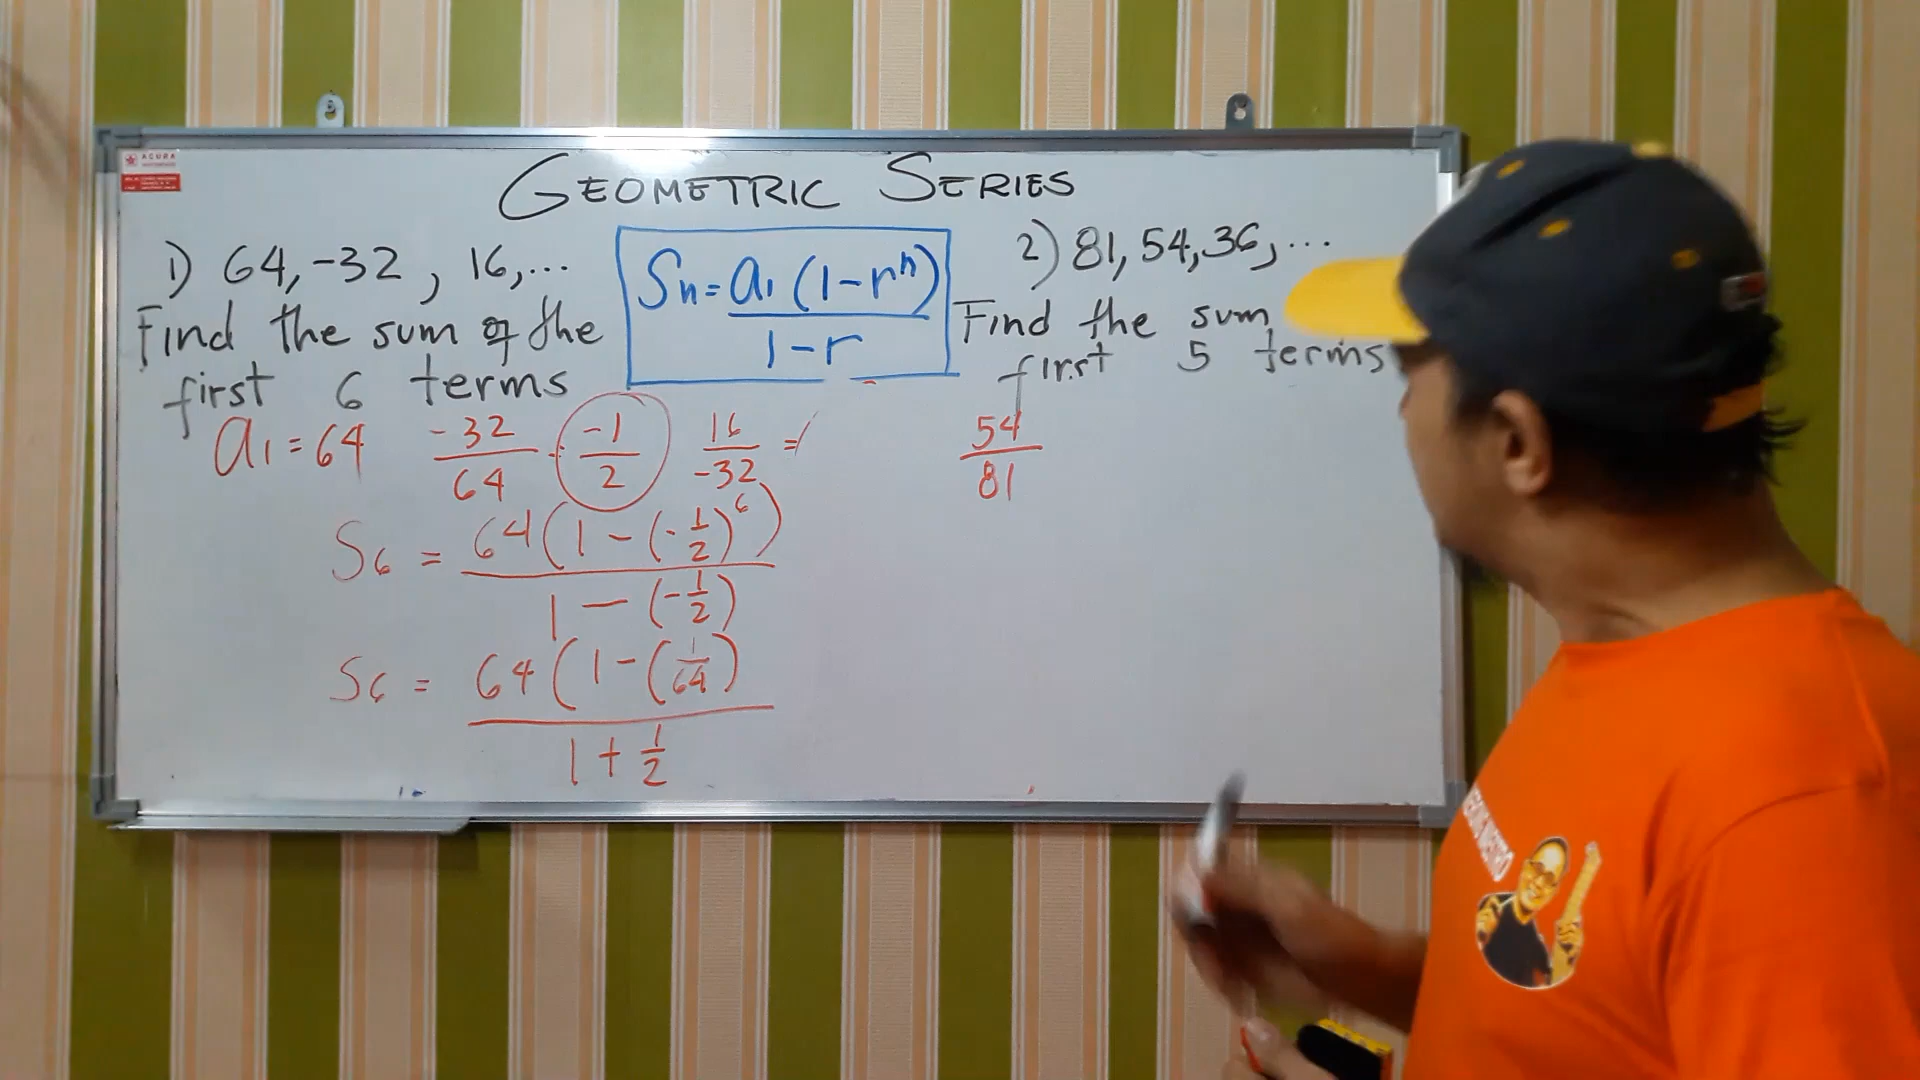 ACURA
GEOMETRIC SERIES
1) 64, -32, 16, ...
Find the sum of the
first 6 terms
Sn = a1 (1 - r^n) / 1 - r
2) 81, 54, 36, ...
Find the sum
first 5 terms
a1 = 64 -32/64 = -1/2 16/-32 =
54/81
S6 = 64 (1 - (-1/2)^6) / 1 - (-1/2)
S6 = 64 (1 - (1/64) / 1 + 1/2